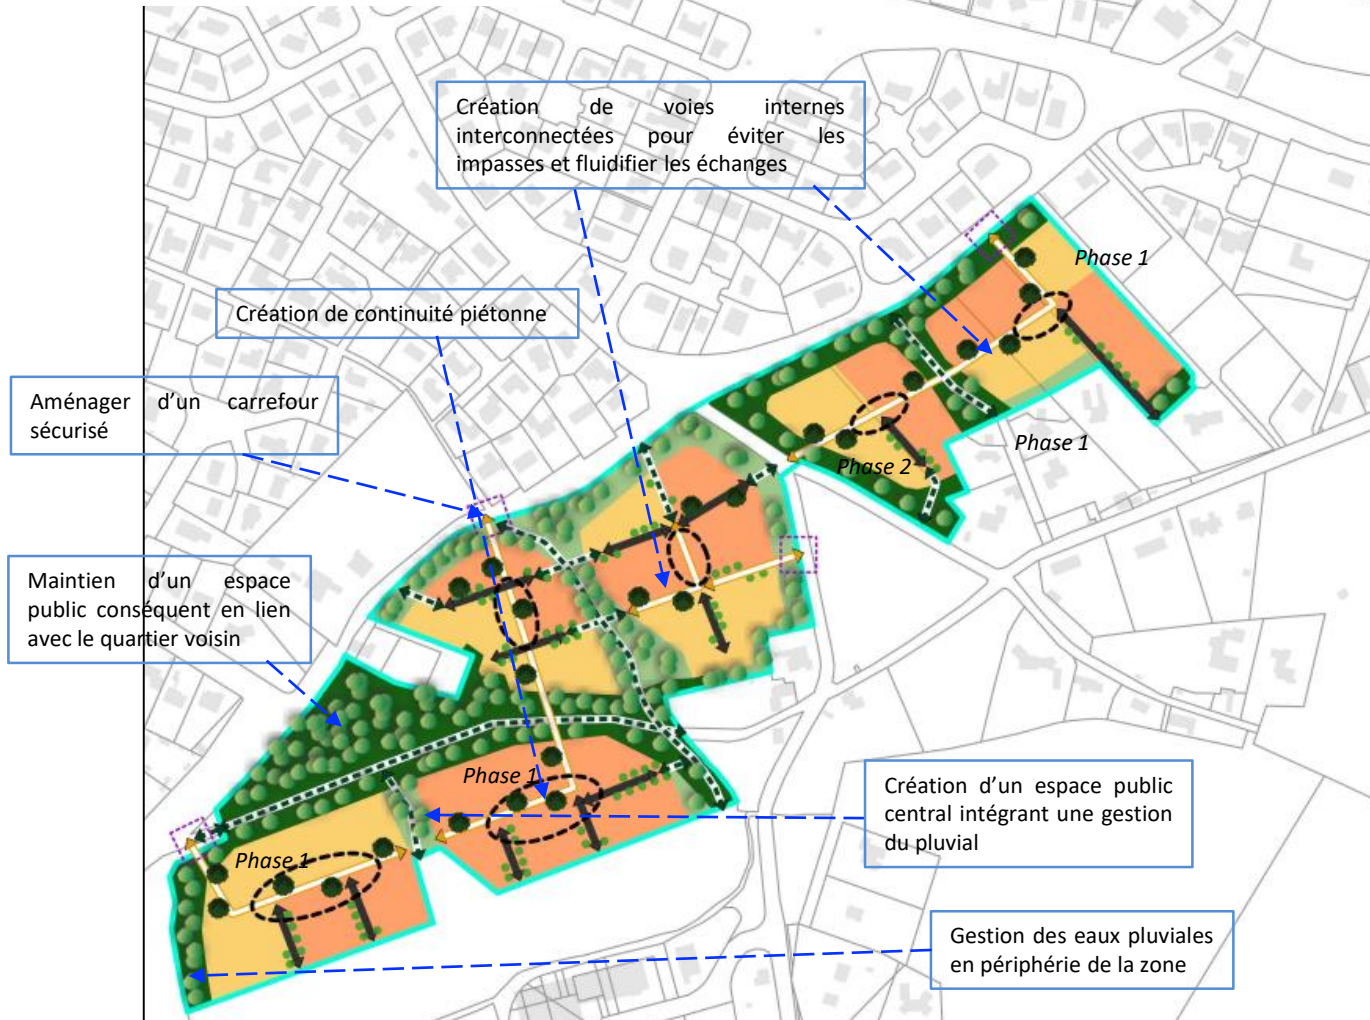 Création de voies internes
interconnectées pour éviter les
impasses et fluidifier les échanges
Phase 1
Création de continuité piétonne
Aménager d’un carrefour
sécurisé
Phase 1
Phase 2
Maintien d’un espace
public conséquent en lien
avec le quartier voisin
Phase 1
Création d’un espace public
central intégrant une gestion
du pluvial
Phase 1
Gestion des eaux pluviales
en périphérie de la zone